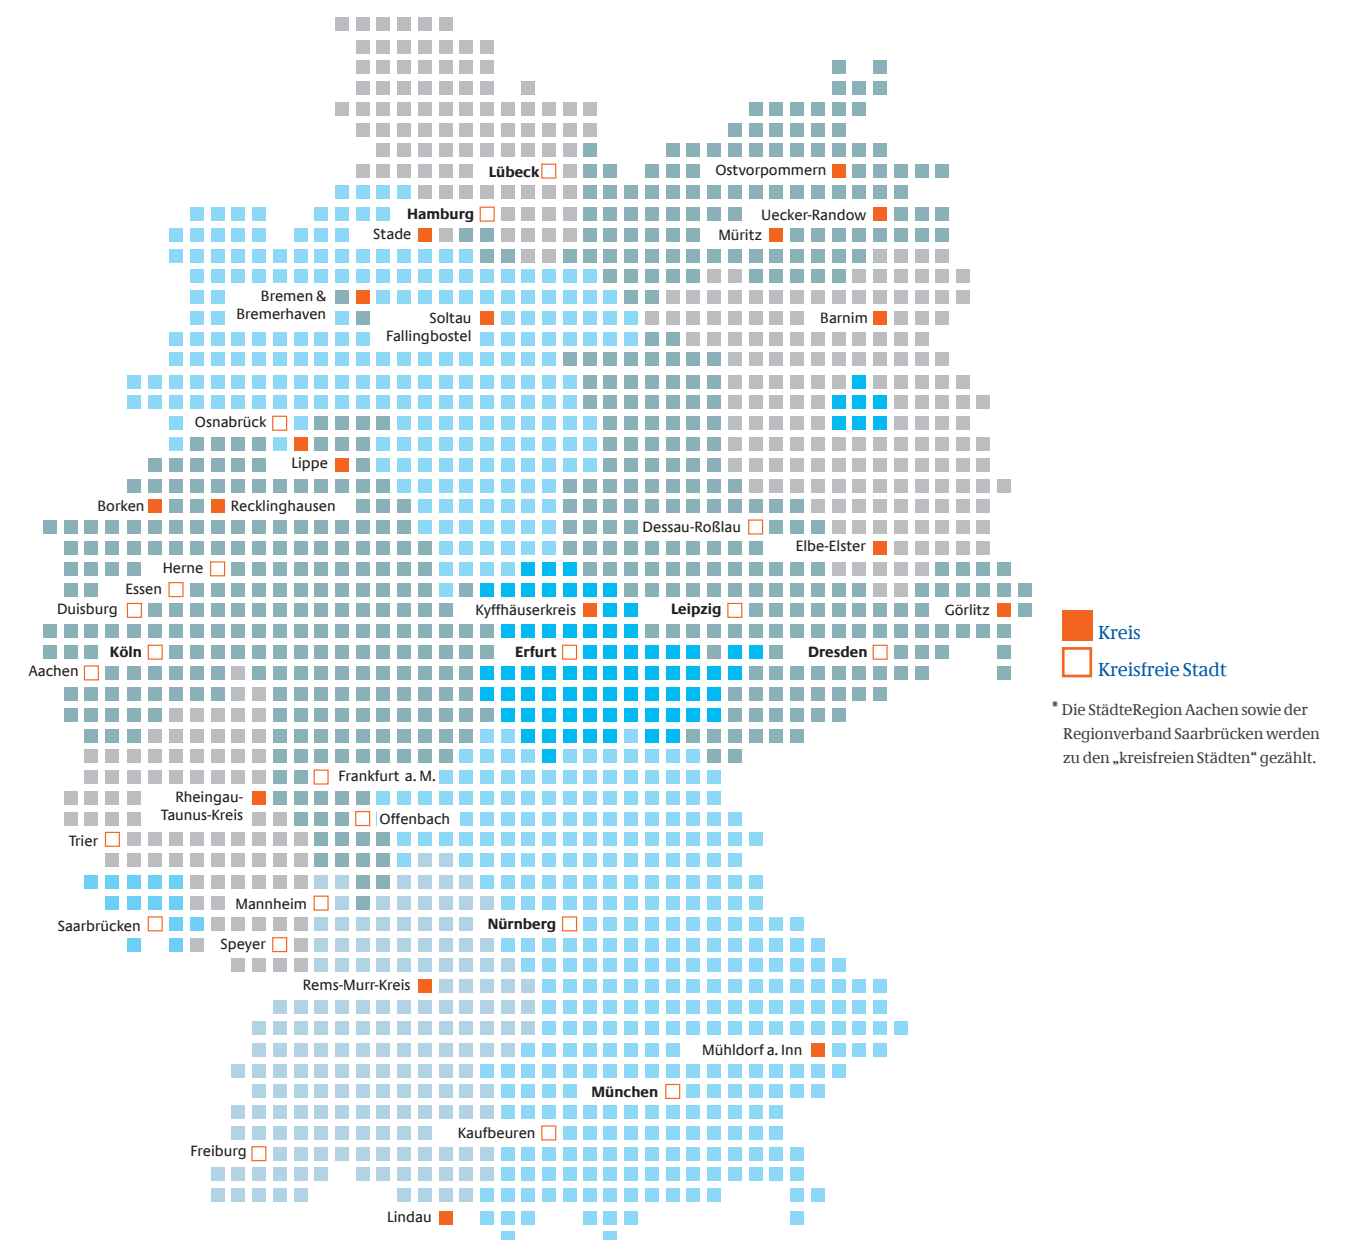 Lübeck
Ostvorpommern
Hamburg
Uecker-Randow
Stade
Müritz
Bremen &
Bremerhaven
Soltau
Fallingbostel
Barnim
Osnabrück
Lippe
Borken
Recklinghausen
Dessau-Roßlau
Elbe-Elster
Herne
Essen
Duisburg
Kyffhäuserkreis
Leipzig
Görlitz
Köln
Erfurt
Dresden
Aachen
Frankfurt a. M.
Rheingau-
Taunus-Kreis
Offenbach
Trier
Mannheim
Saarbrücken
Nürnberg
Speyer
Rems-Murr-Kreis
Mühldorf a. Inn
München
Kaufbeuren
Freiburg
Lindau
Kreis
Kreisfreie Stadt
* Die StädteRegion Aachen sowie der
Regionverband Saarbrücken werden
zu den „kreisfreien Städten“ gezählt.